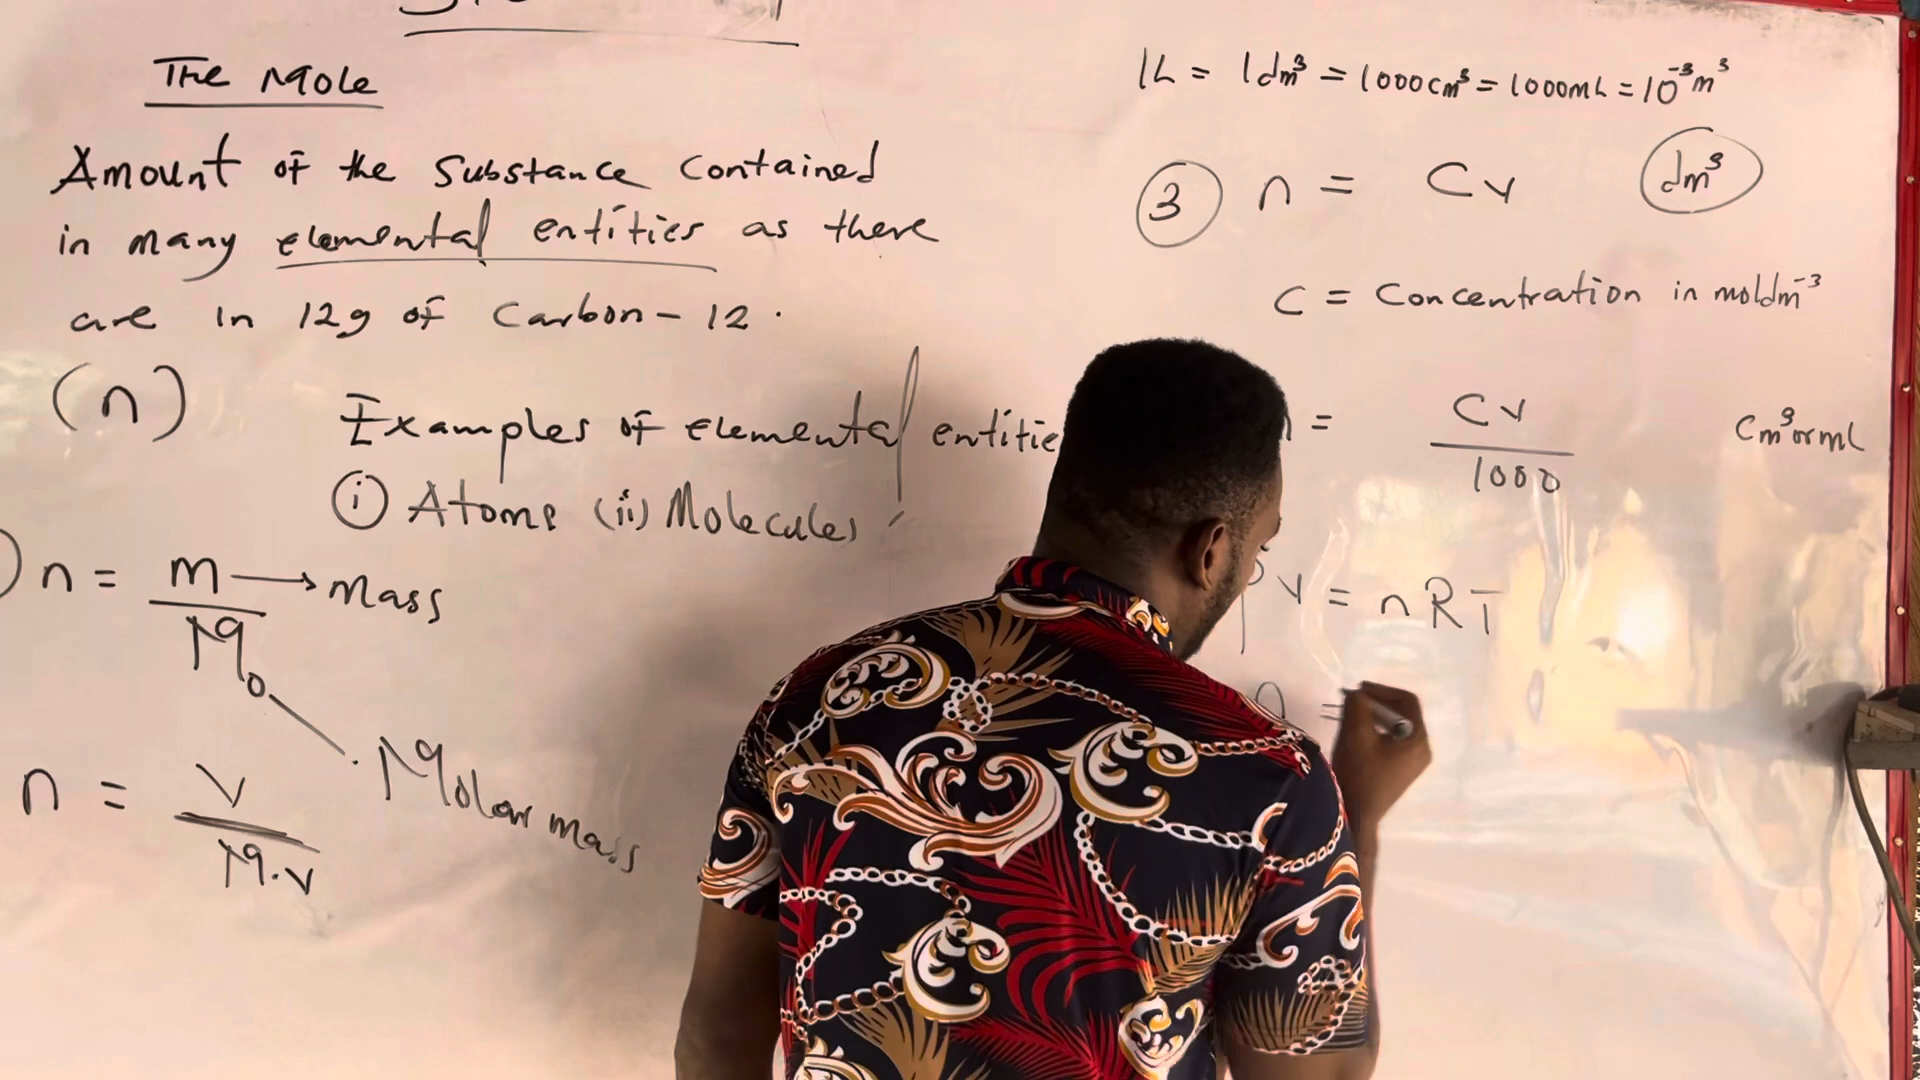 The Mole
Amount of the Substance Contained
in many elemental entities as there
are in 12g of Carbon-12.
(n)
Examples of elemental entitie
(i) Atoms (ii) Molecules
n = m → Mass
Mo
Molar mass
n = v
M.v
1L = 1dm³ = 1000cm³ = 1000mL = 10⁻³m³
(3) n = Cv dm³
C = Concentration in moldm⁻³
n = Cv cm³ or ml
1000
Pv = nRT
n =